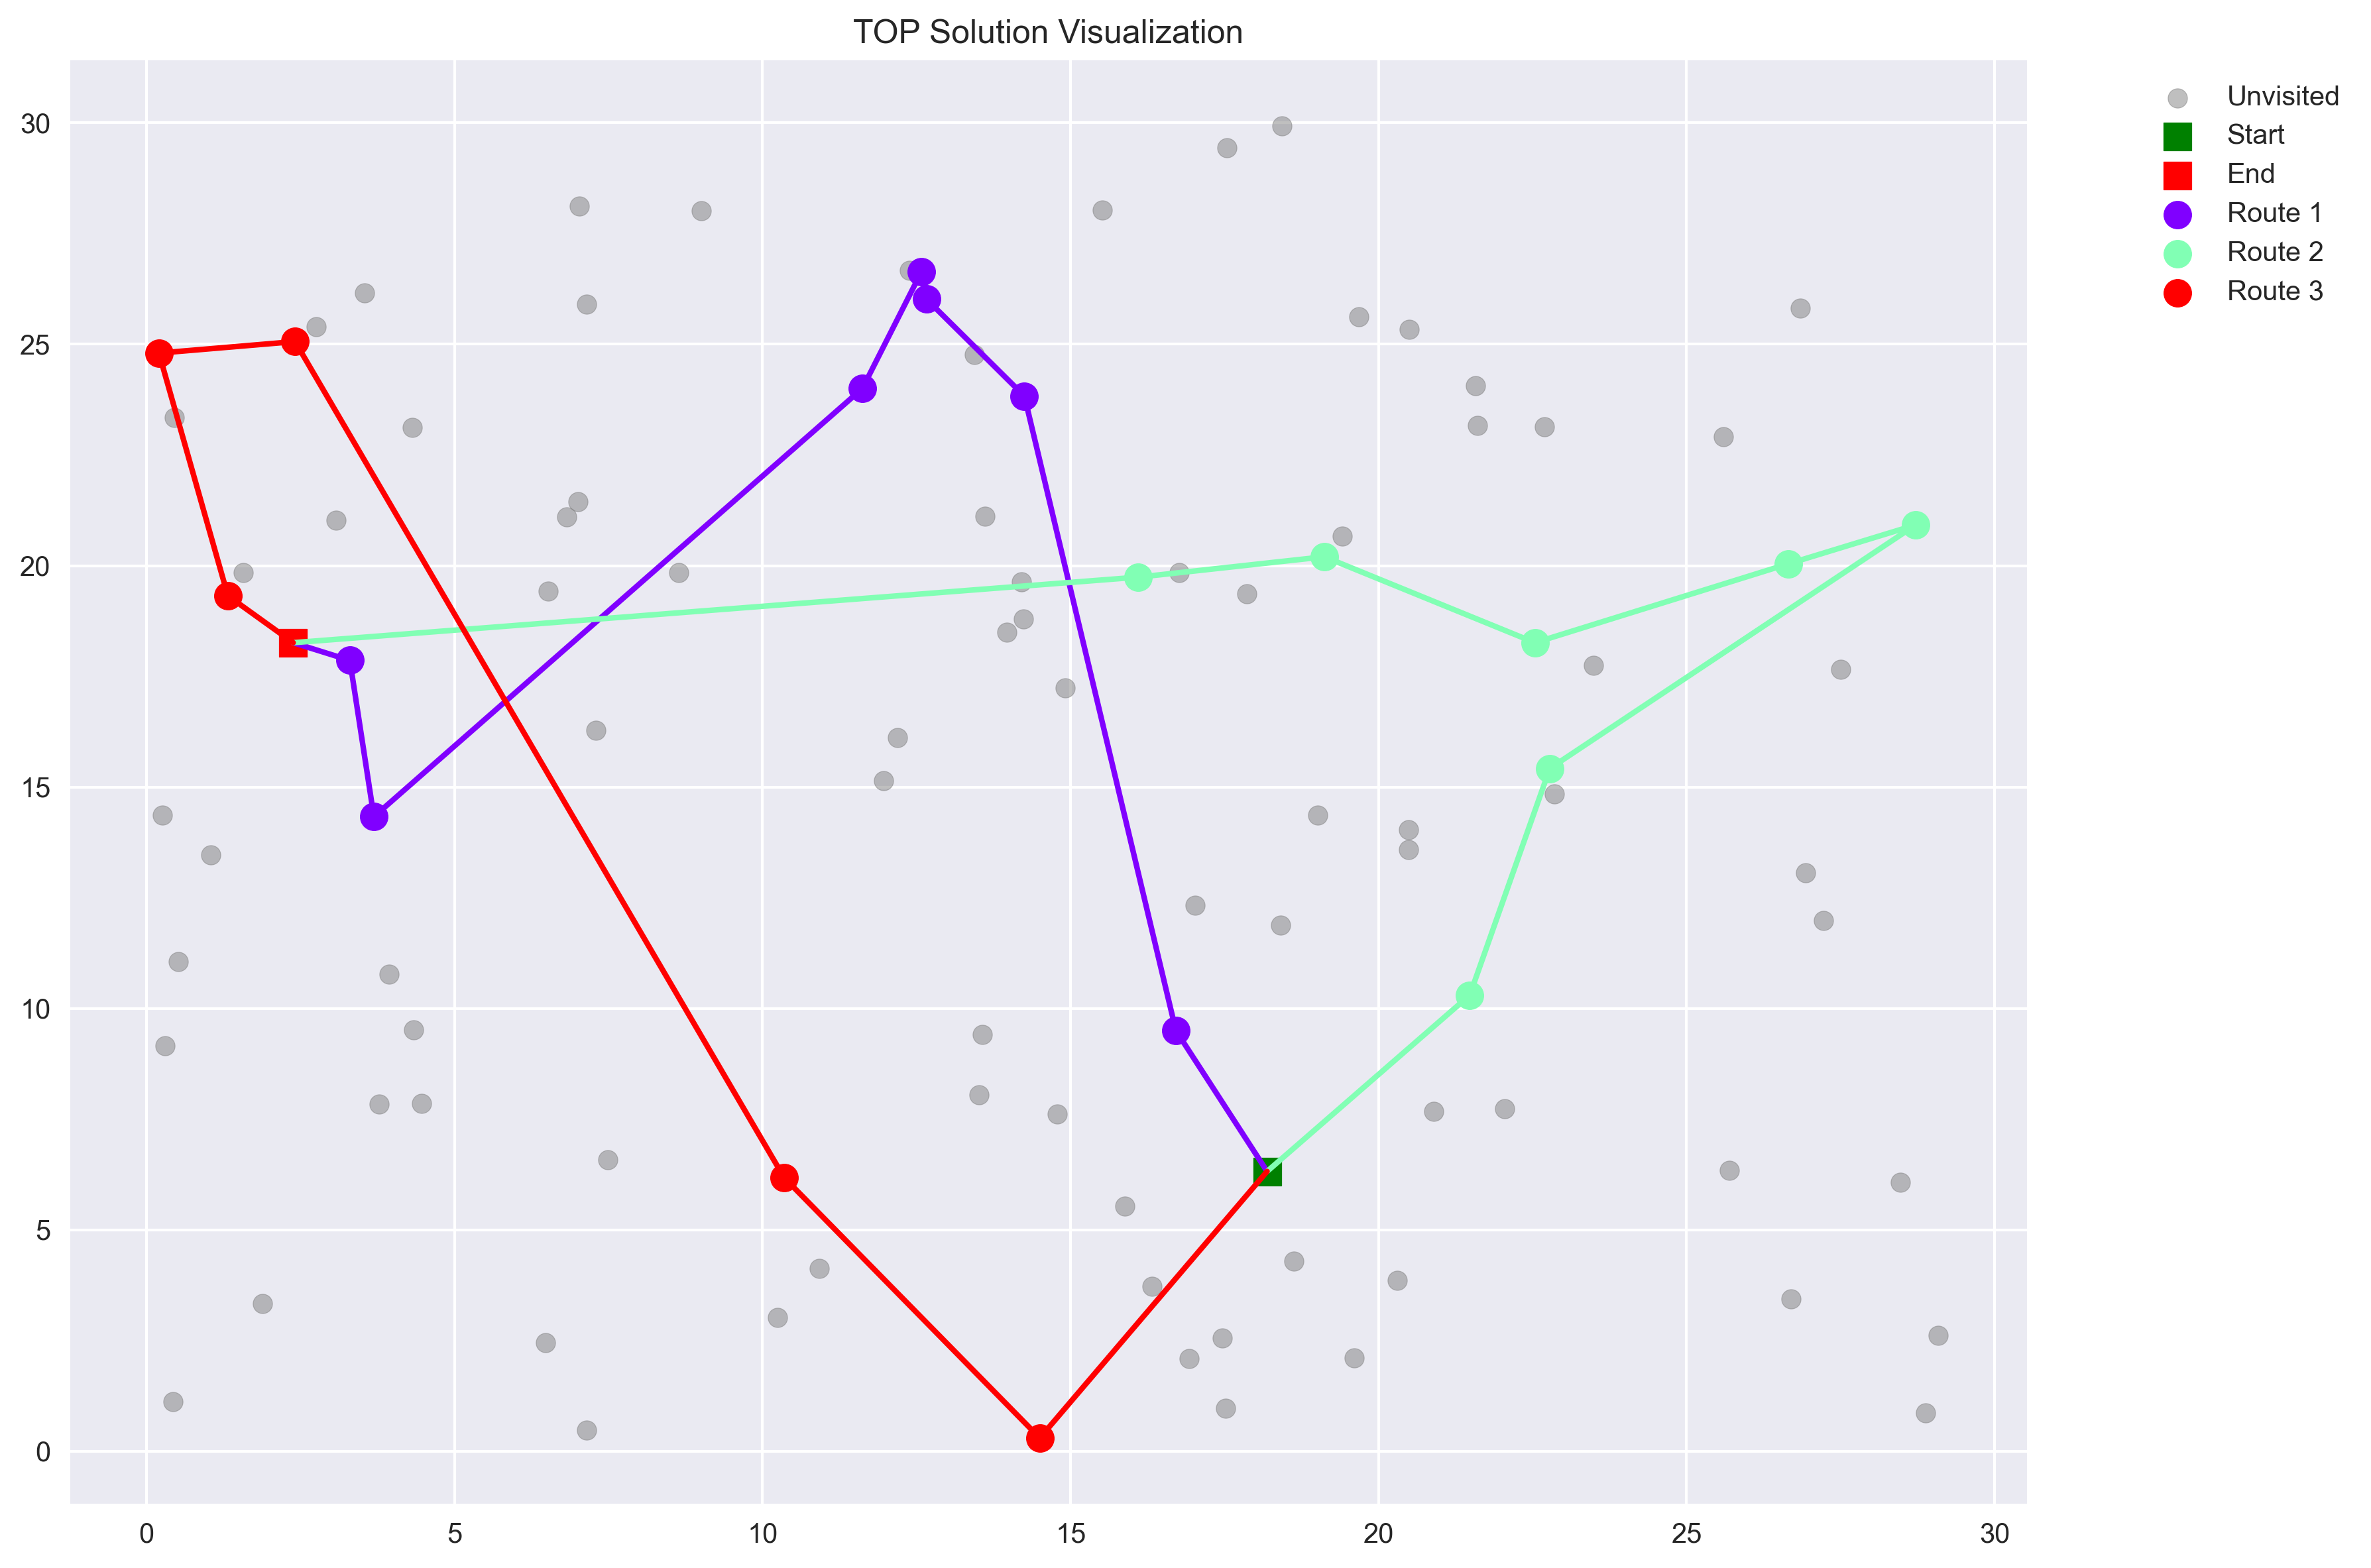 TOP Solution Visualization
Unvisited
Start
End
Route 1
Route 2
Route 3
30
25
20
15
10
5
0
0 5 10 15 20 25 30